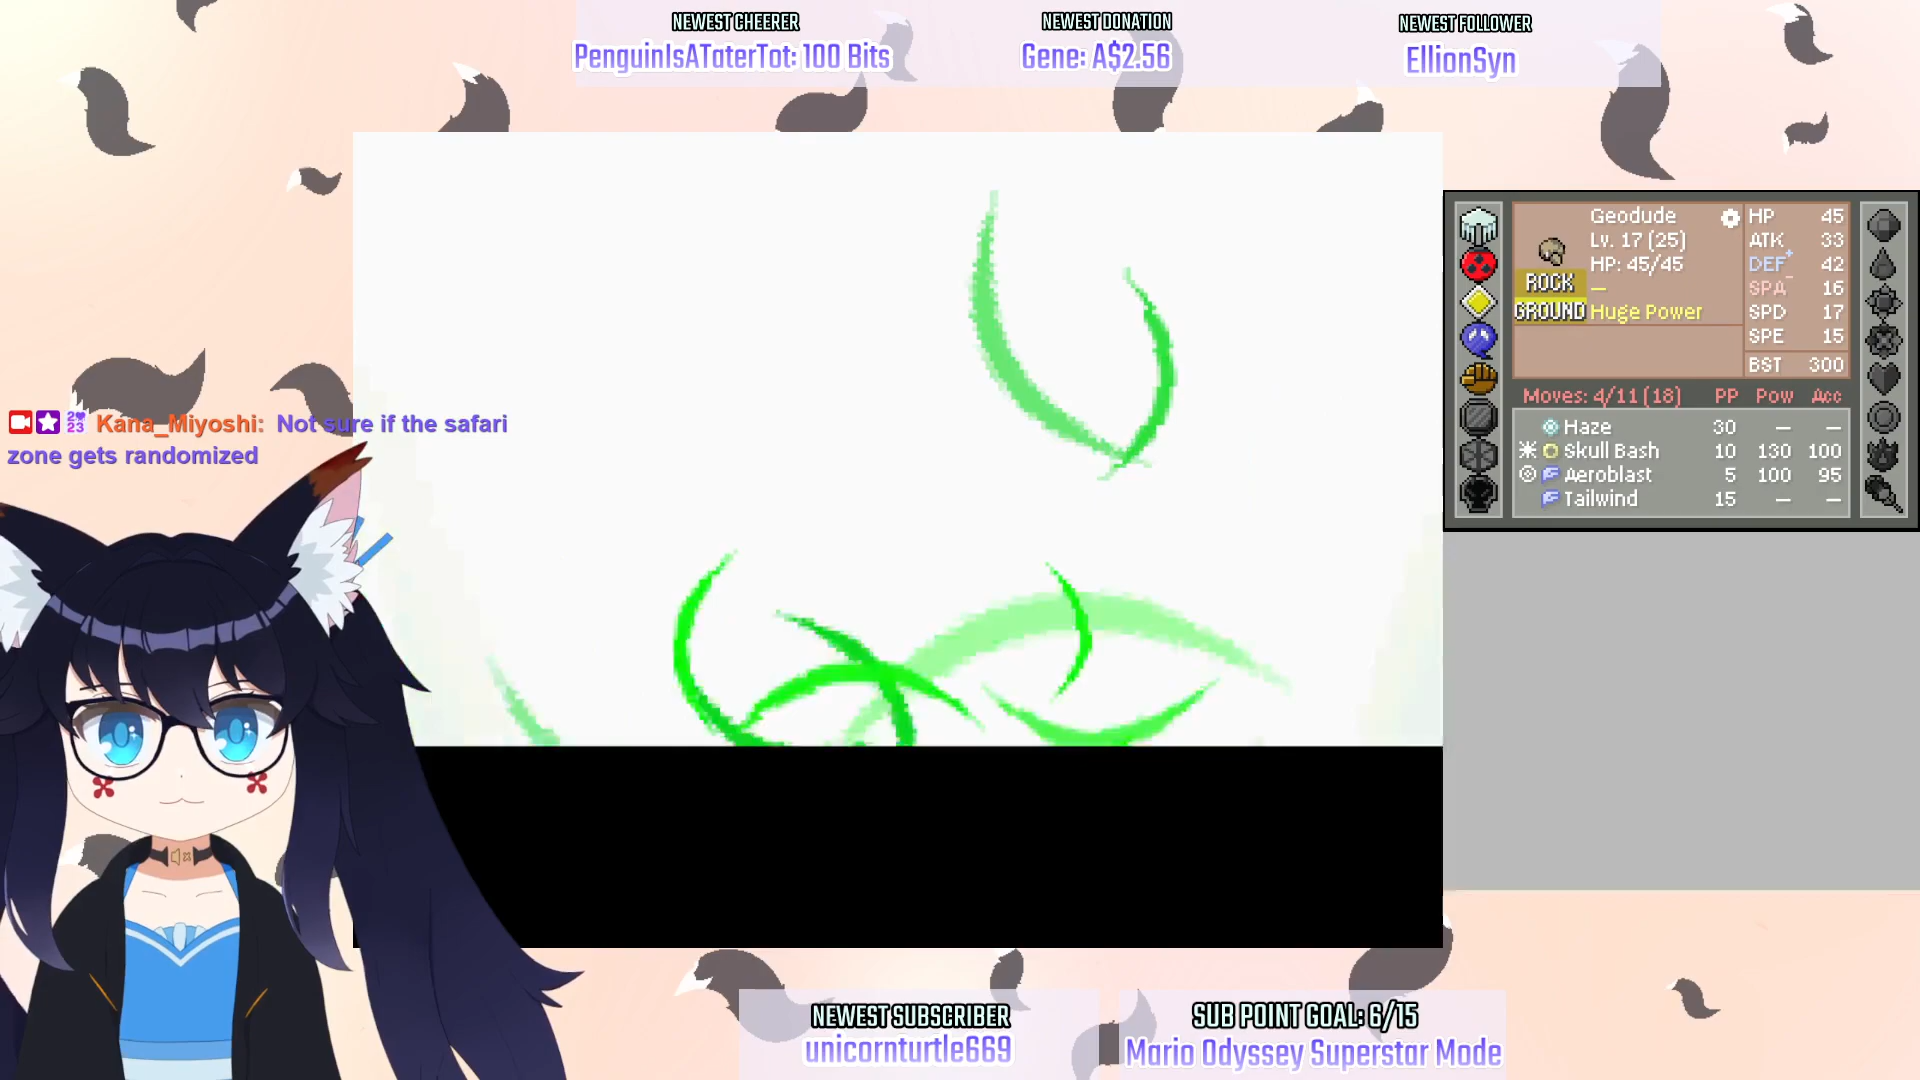 NEWEST CHEERER
PenguinIsATaterTot: 100 Bits
NEWEST DONATION
Gene: A$2.56
NEWEST FOLLOWER
EllionSyn
Geodude
Lv. 17 (25)
HP: 45/45
—
Huge Power
ROCK
GROUND
HP 45
ATK 33
DEF+ 42
SPA- 16
SPD 17
SPE 15
BST 300
Moves: 4/11 (18) PP Pow Acc
Haze 30 — —
Skull Bash 10 130 100
Aeroblast 5 100 95
Tailwind 15 — —
2 23 Kana_Miyoshi: Not sure if the safari
zone gets randomized
NEWEST SUBSCRIBER
unicornturtle669
SUB POINT GOAL: 6/15
Mario Odyssey Superstar Mode